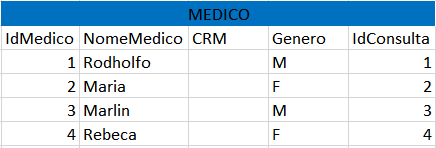 MEDICO
IdMedico NomeMedico CRM Genero IdConsulta
1 Rodholfo M 1
2 Maria F 2
3 Marlin M 3
4 Rebeca F 4